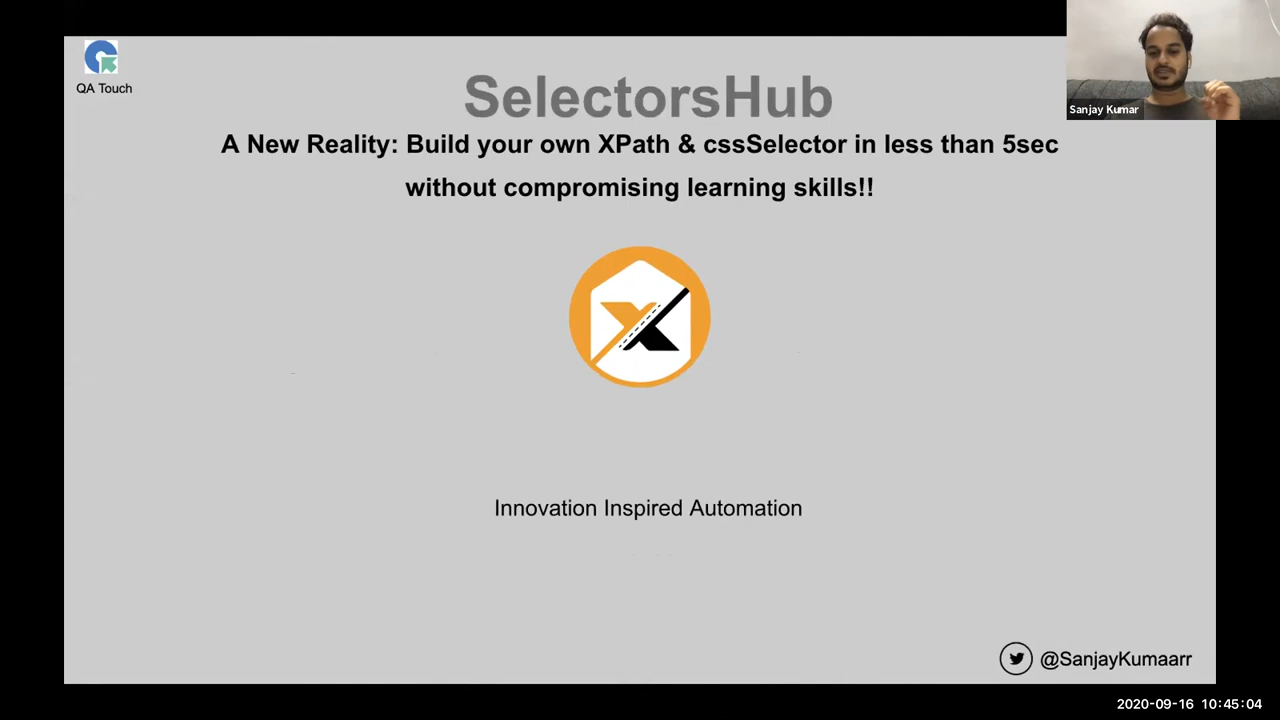 QA Touch
SelectorsHub
A New Reality: Build your own XPath & cssSelector in less than 5sec
without compromising learning skills!!
Innovation Inspired Automation
@SanjayKumaarr
Sanjay Kumar
2020-09-16 10:45:04